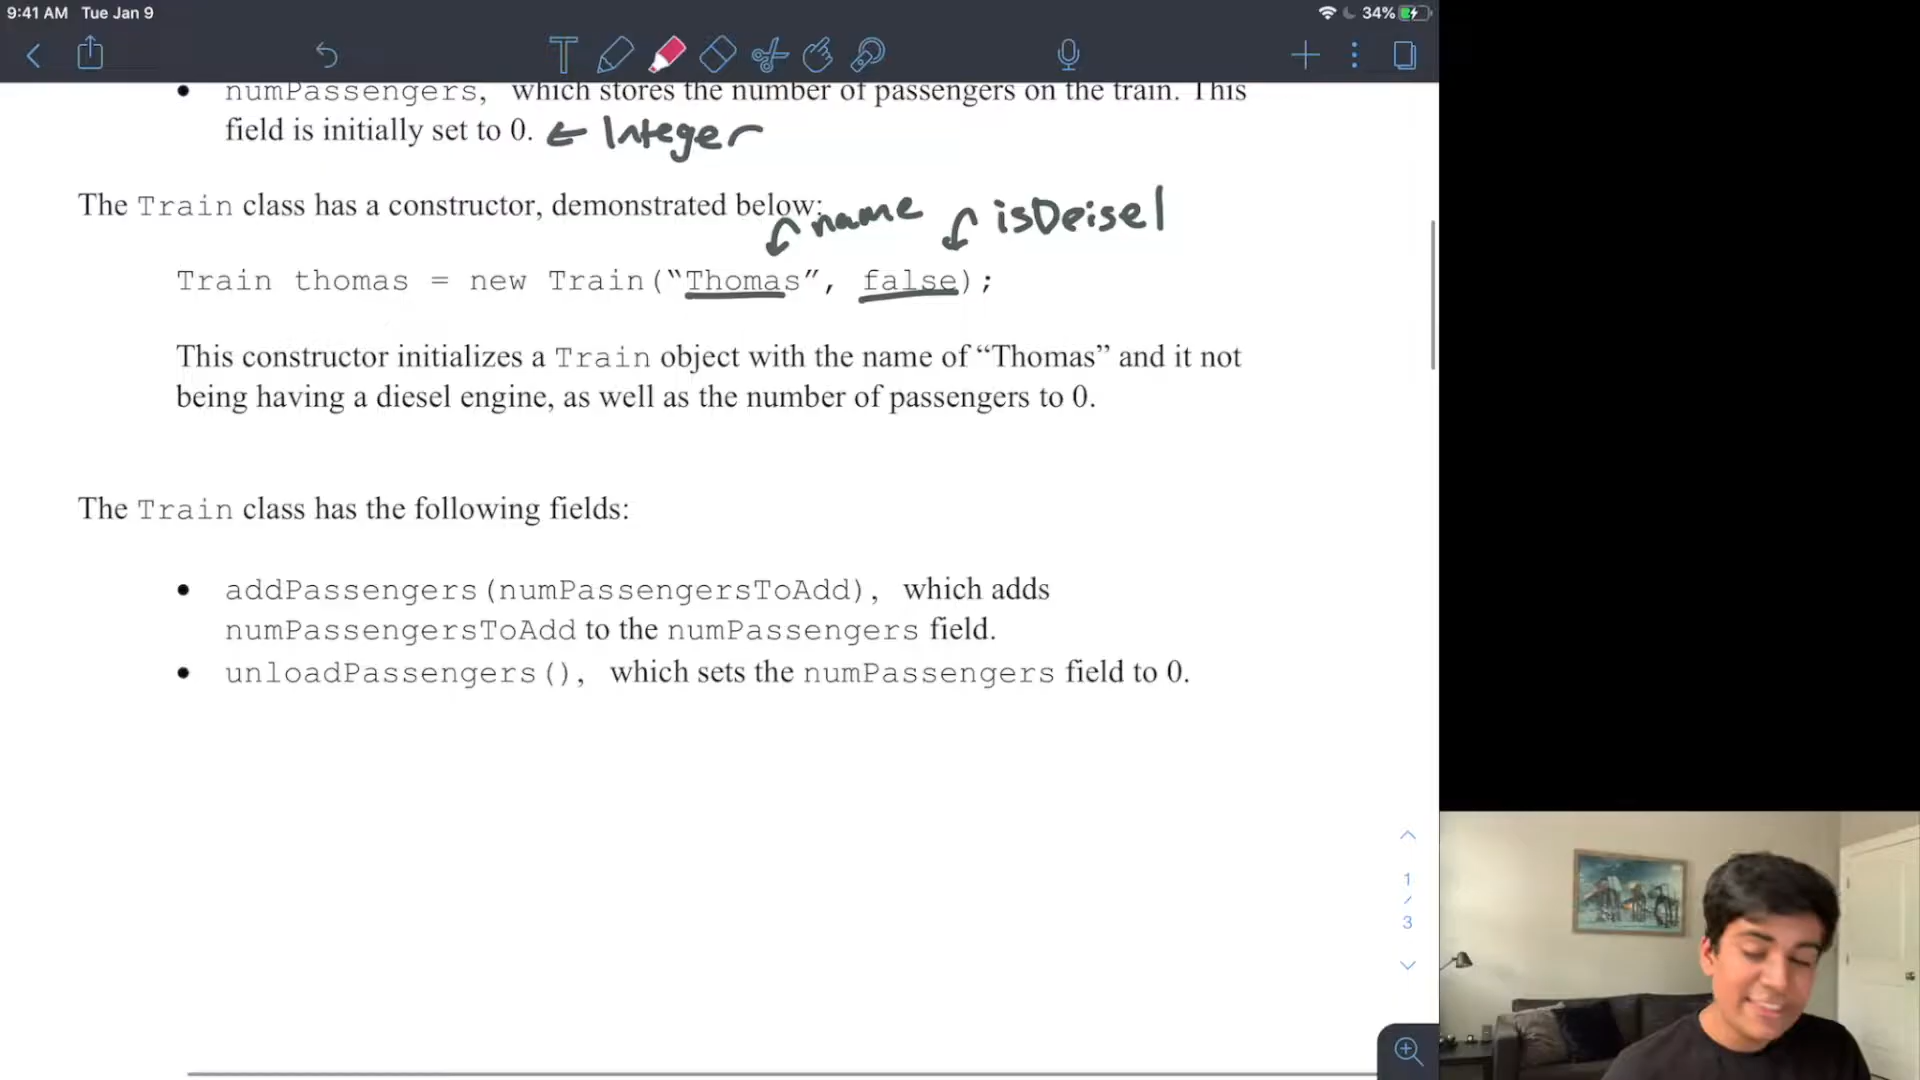 9:41 AM Tue Jan 9
34%
numPassengers, which stores the number of passengers on the train. This
field is initially set to 0. ← Integer
The Train class has a constructor, demonstrated below:
name isDeisel
Train thomas = new Train(“Thomas”, false);
This constructor initializes a Train object with the name of “Thomas” and it not
being having a diesel engine, as well as the number of passengers to 0.
The Train class has the following fields:
• addPassengers(numPassengersToAdd), which adds
numPassengersToAdd to the numPassengers field.
• unloadPassengers(), which sets the numPassengers field to 0.
1
/
3